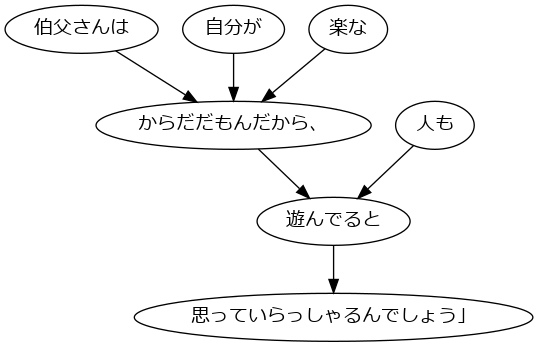 伯父さんは
自分が
楽な
からだだもんだから、
人も
遊んでると
思っていらっしゃるんでしょう」